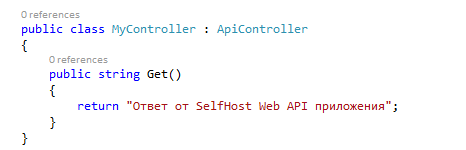 0 references
public class MyController : ApiController
{
0 references
public string Get()
{
return "Ответ от SelfHost Web API приложения";
}
}